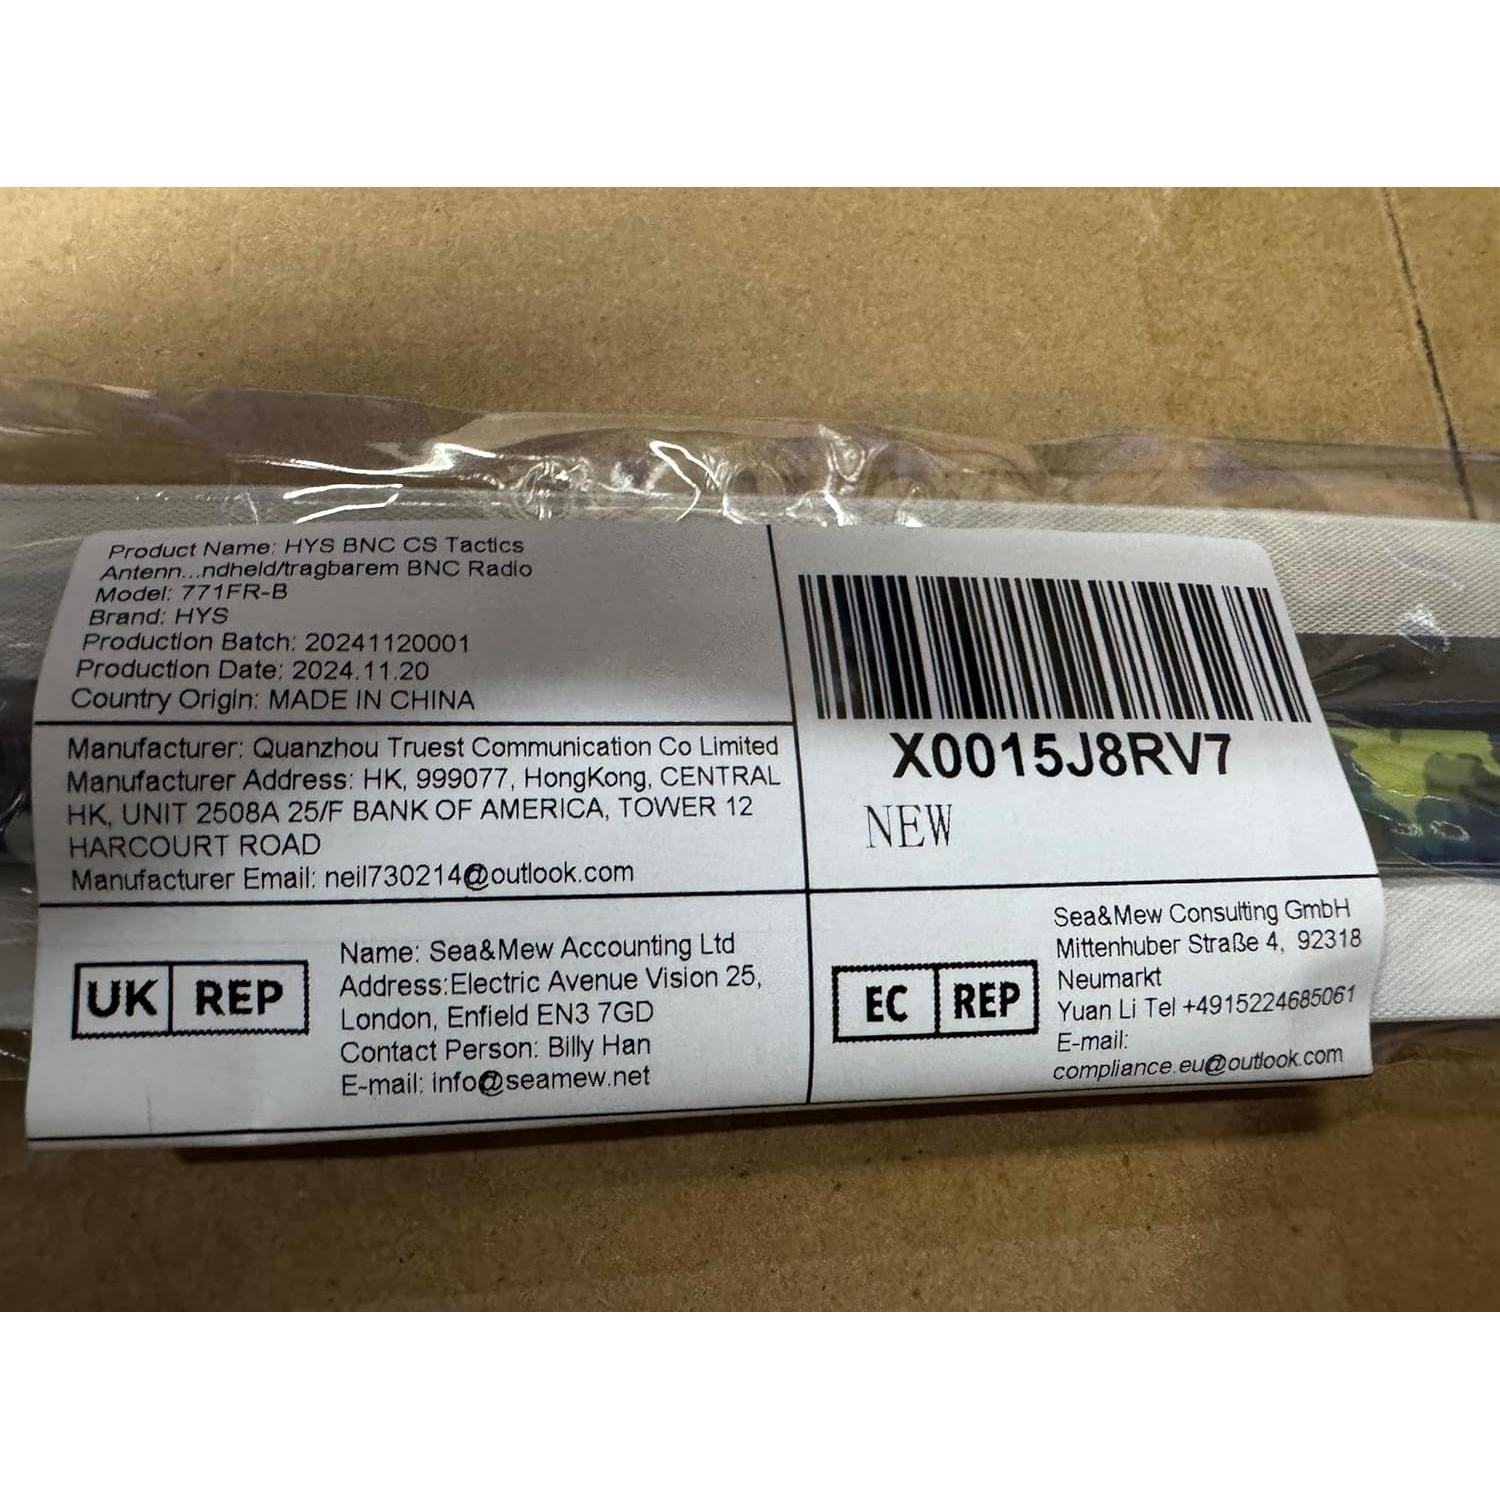 Product Name: HYS BNC CS Tactics
Antenn...ndheld/tragbarem BNC Radio
Model: 771FR-B
Brand: HYS
Production Batch: 20241120001
Production Date: 2024.11.20
Country Origin: MADE IN CHINA
Manufacturer: Quanzhou Truest Communication Co Limited
Manufacturer Address: HK, 999077, HongKong, CENTRAL
HK, UNIT 2508A 25/F BANK OF AMERICA, TOWER 12
HARCOURT ROAD
Manufacturer Email: neil730214@outlook.com
X0015J8RV7
NEW
UK REP
Name: Sea&Mew Accounting Ltd
Address:Electric Avenue Vision 25,
London, Enfield EN3 7GD
Contact Person: Billy Han
E-mail: info@seamew.net
EC REP
Sea&Mew Consulting GmbH
Mittenhuber Straße 4, 92318
Neumarkt
Yuan Li Tel +4915224685061
E-mail:
compliance.eu@outlook.com